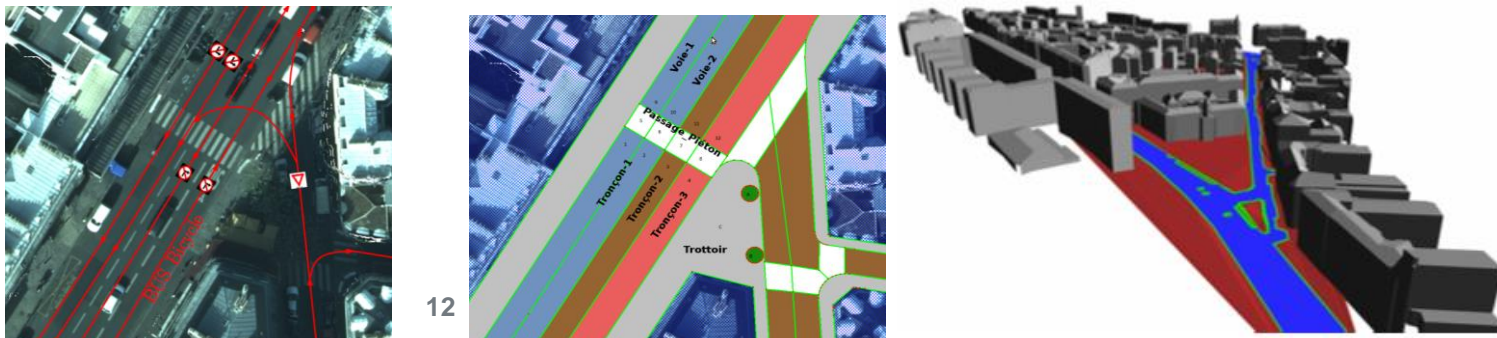 BUS Bicycle
12
Voie-1
Voie-2
Passage Piéton
Tronçon-1
Tronçon-2
Tronçon-3
Trottoir